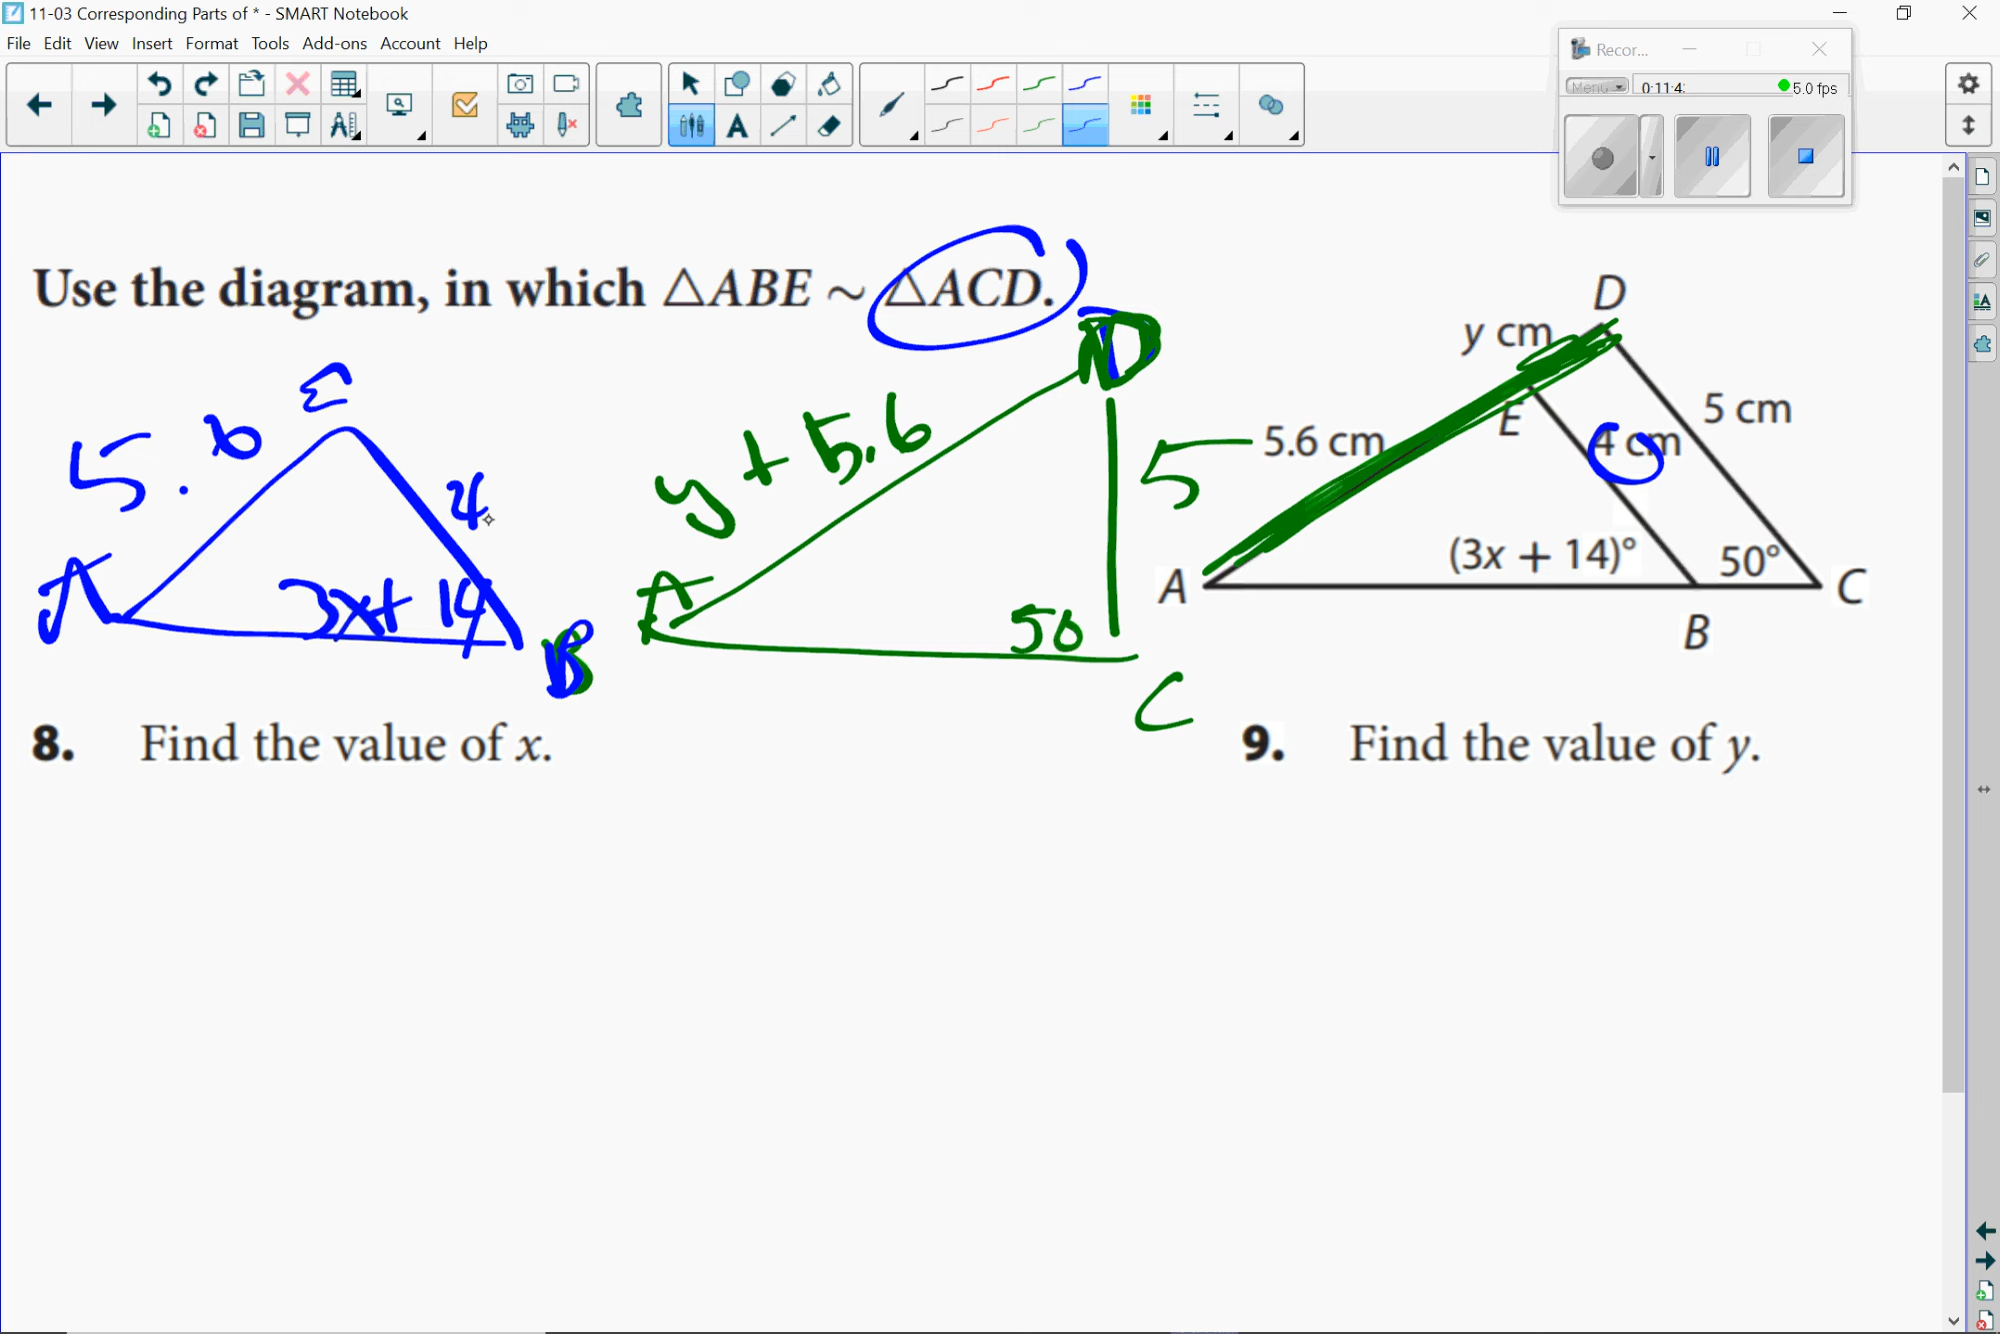 11-03 Corresponding Parts of * - SMART Notebook
File Edit View Insert Format Tools Add-ons Account Help
Recor...
Menu 0:11:4 5.0 fps
Use the diagram, in which △ABE ~ △ACD.
D
y cm
D
E
5 cm
5.6
y + 5.6
5
5.6 cm
E
4 cm
4
A
3x + 14
B
A
50
C
A
(3x + 14)°
50°
C
B
8. Find the value of x.
9. Find the value of y.